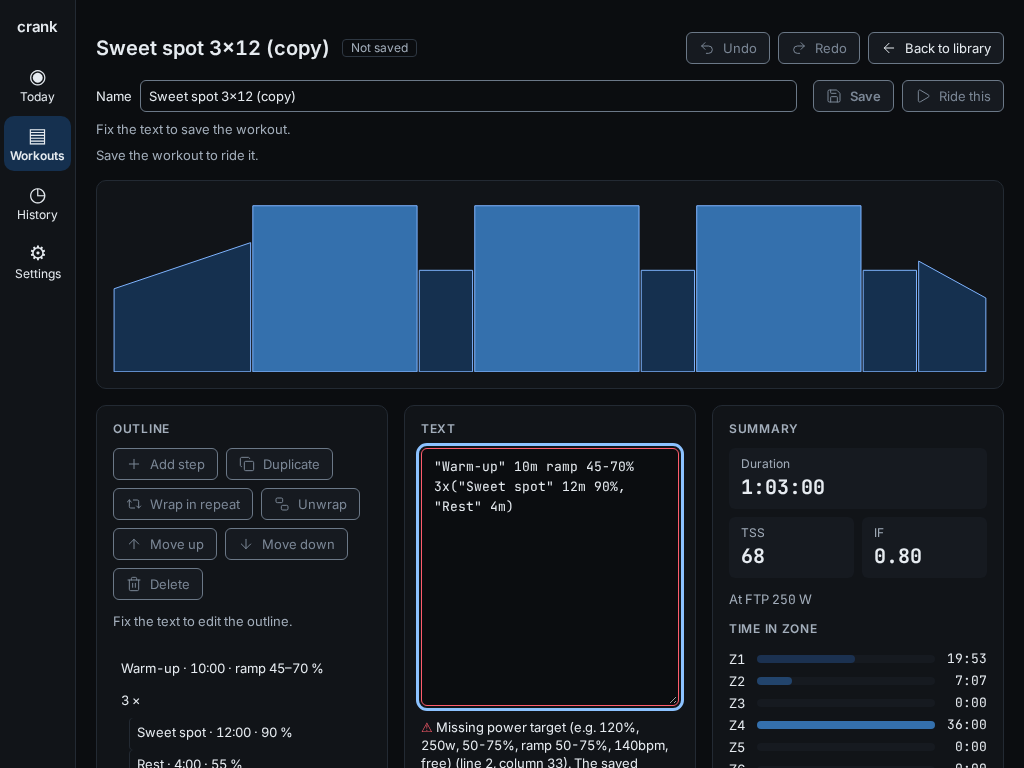 crank
Today
Workouts
History
Settings
Sweet spot 3×12 (copy)
Not saved
Undo
Redo
Back to library
Name
Sweet spot 3×12 (copy)
Save
Ride this
Fix the text to save the workout.
Save the workout to ride it.
OUTLINE
Add step
Duplicate
Wrap in repeat
Unwrap
Move up
Move down
Delete
Fix the text to edit the outline.
Warm-up · 10:00 · ramp 45–70 %
3 ×
Sweet spot · 12:00 · 90 %
Rest · 4:00 · 55 %
TEXT
"Warm-up" 10m ramp 45-70%
3x("Sweet spot" 12m 90%,
"Rest" 4m)
⚠ Missing power target (e.g. 120%,
250w, 50-75%, ramp 50-75%, 140bpm,
free) (line 2, column 33). The saved
SUMMARY
Duration
1:03:00
TSS
68
IF
0.80
At FTP 250 W
TIME IN ZONE
Z1 19:53
Z2 7:07
Z3 0:00
Z4 36:00
Z5 0:00